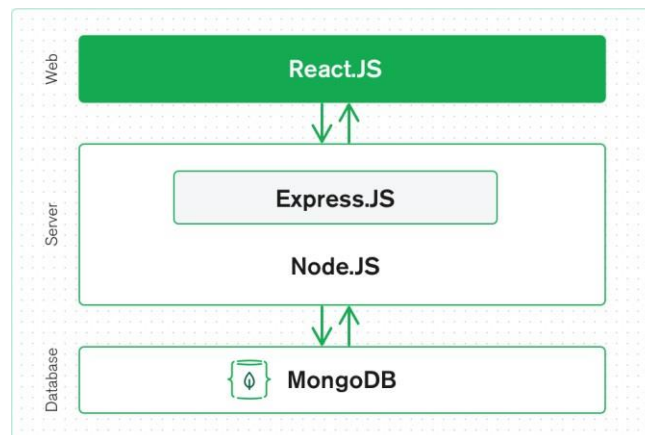 Web
React.JS
Server
Express.JS
Node.JS
Database
MongoDB